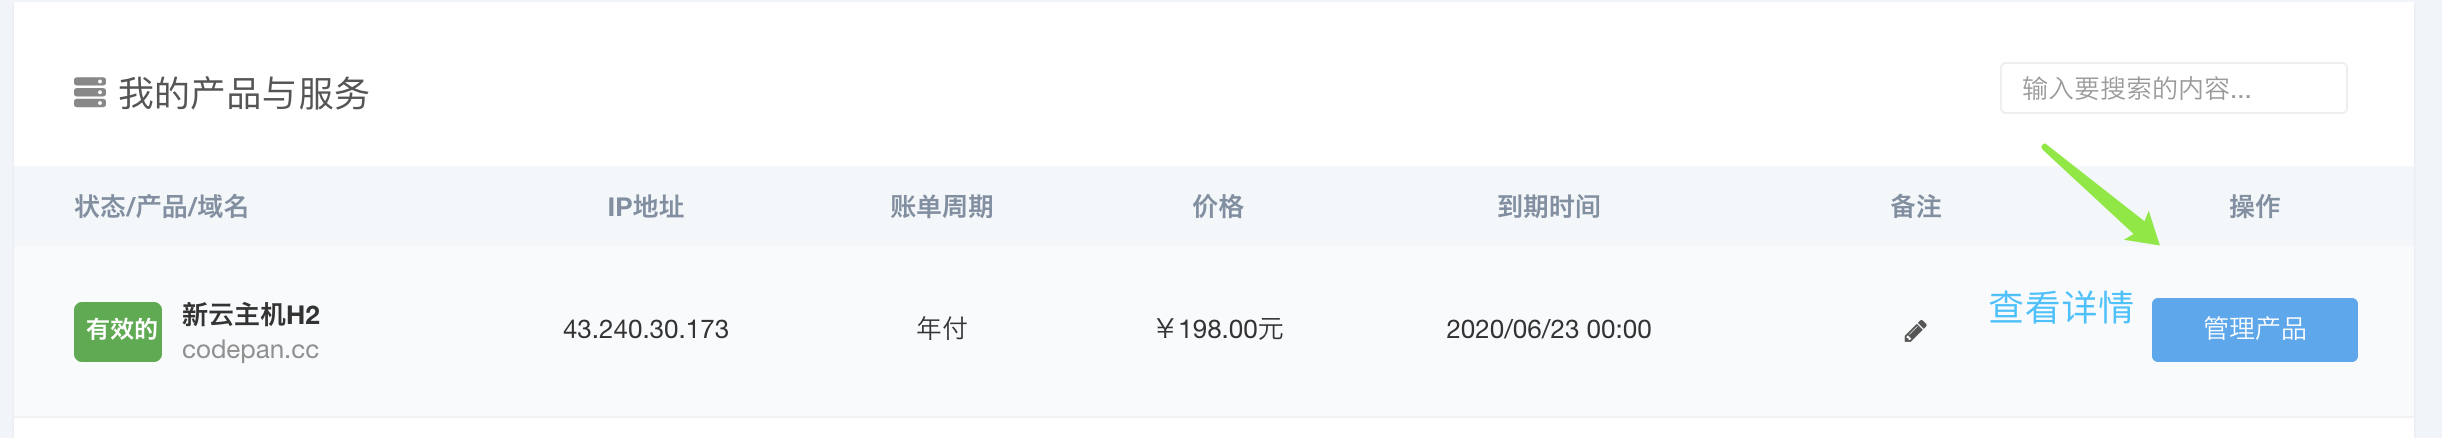 我的产品与服务
输入要搜索的内容...
状态/产品/域名 IP地址 账单周期 价格 到期时间 备注 操作
有效的 新云主机H2 43.240.30.173 年付 ￥198.00元 2020/06/23 00:00 查看详情 管理产品
codepan.cc